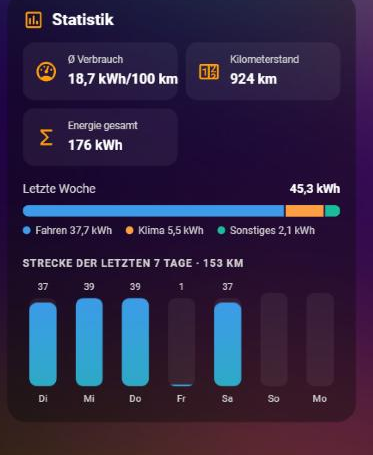 Statistik
Ø Verbrauch
18,7 kWh/100 km
Kilometerstand
924 km
Energie gesamt
176 kWh
Letzte Woche 45,3 kWh
Fahren 37,7 kWh Klima 5,5 kWh Sonstiges 2,1 kWh
STRECKE DER LETZTEN 7 TAGE · 153 KM
37 39 39 1 37
Di Mi Do Fr Sa So Mo